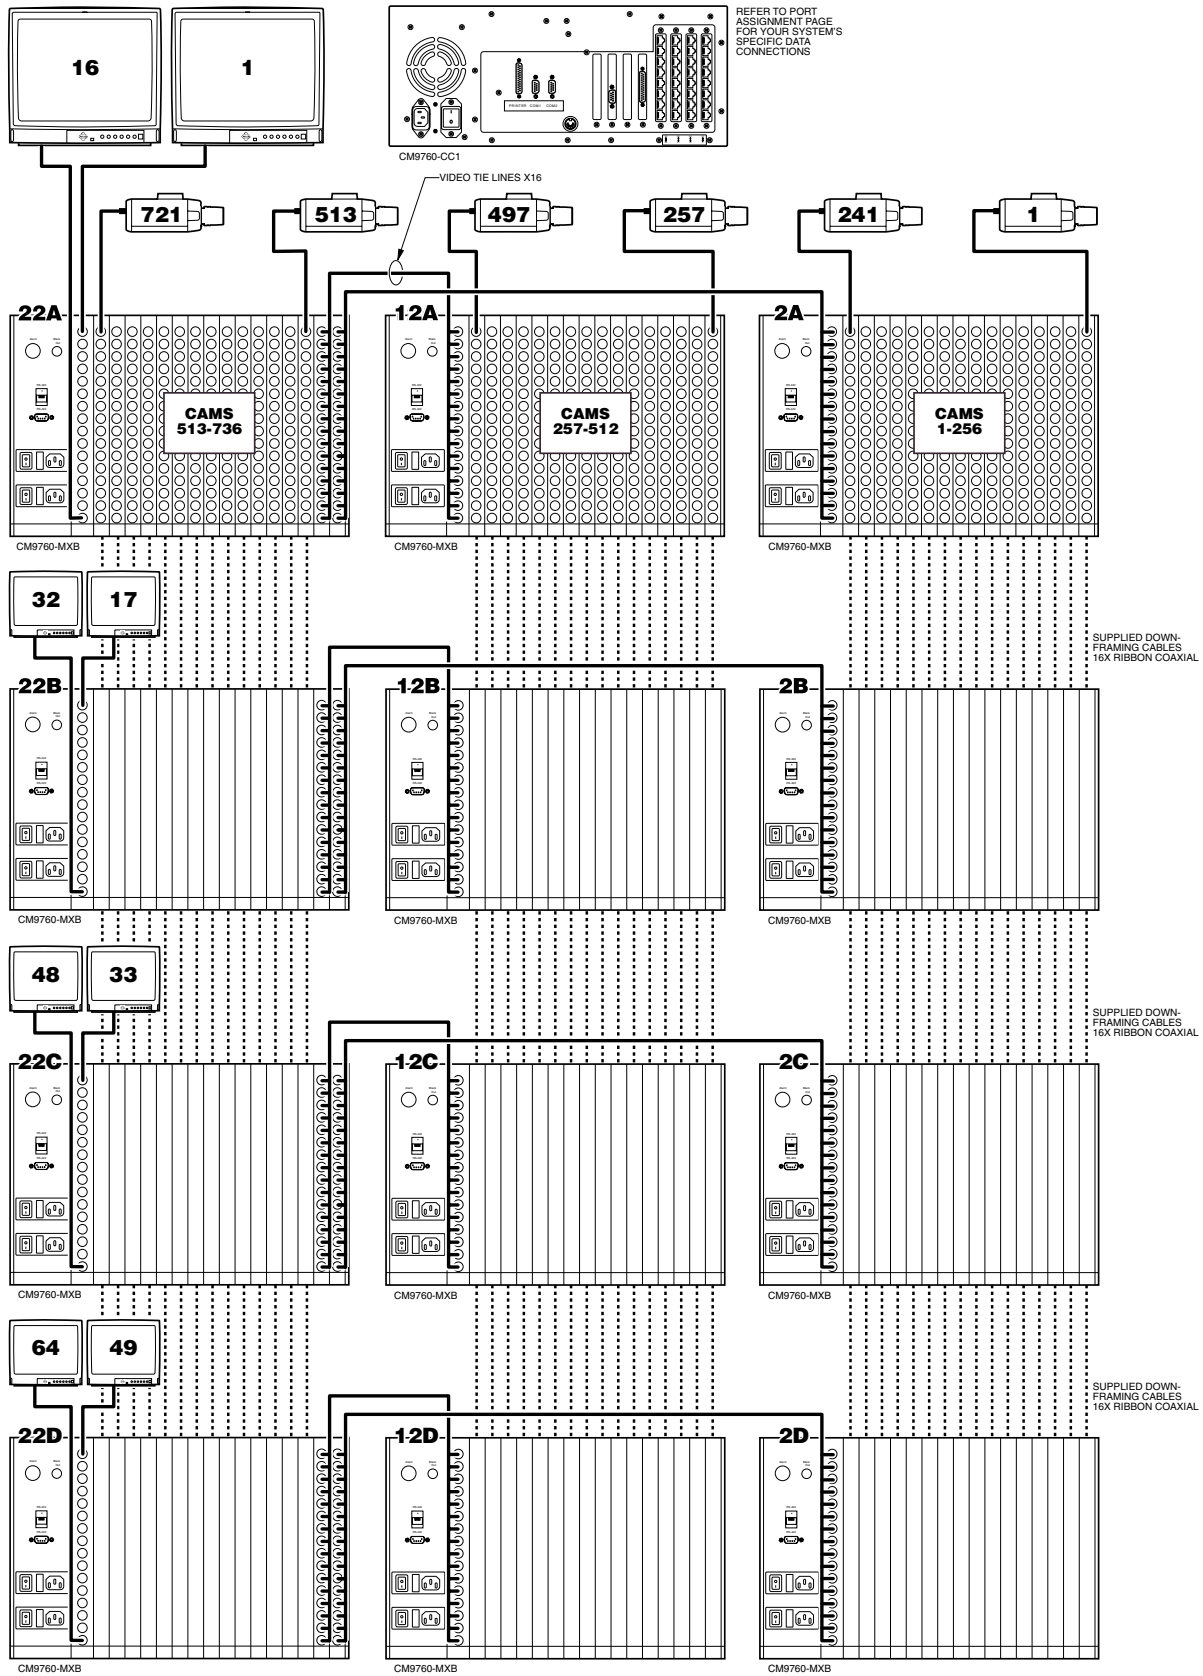 16
1
REFER TO PORT
ASSIGNMENT PAGE
FOR YOUR SYSTEM'S
SPECIFIC DATA
CONNECTIONS
PRINTER COM1 COM2
CM9760-CC1
VIDEO TIE LINES X16
721
513
497
257
241
1
22A
12A
2A
CAMS
513-736
CAMS
257-512
CAMS
1-256
CM9760-MXB
CM9760-MXB
CM9760-MXB
32
17
SUPPLIED DOWN-
FRAMING CABLES
16X RIBBON COAXIAL
22B
12B
2B
CM9760-MXB
CM9760-MXB
CM9760-MXB
48
33
SUPPLIED DOWN-
FRAMING CABLES
16X RIBBON COAXIAL
22C
12C
2C
CM9760-MXB
CM9760-MXB
CM9760-MXB
64
49
SUPPLIED DOWN-
FRAMING CABLES
16X RIBBON COAXIAL
22D
12D
2D
CM9760-MXB
CM9760-MXB
CM9760-MXB